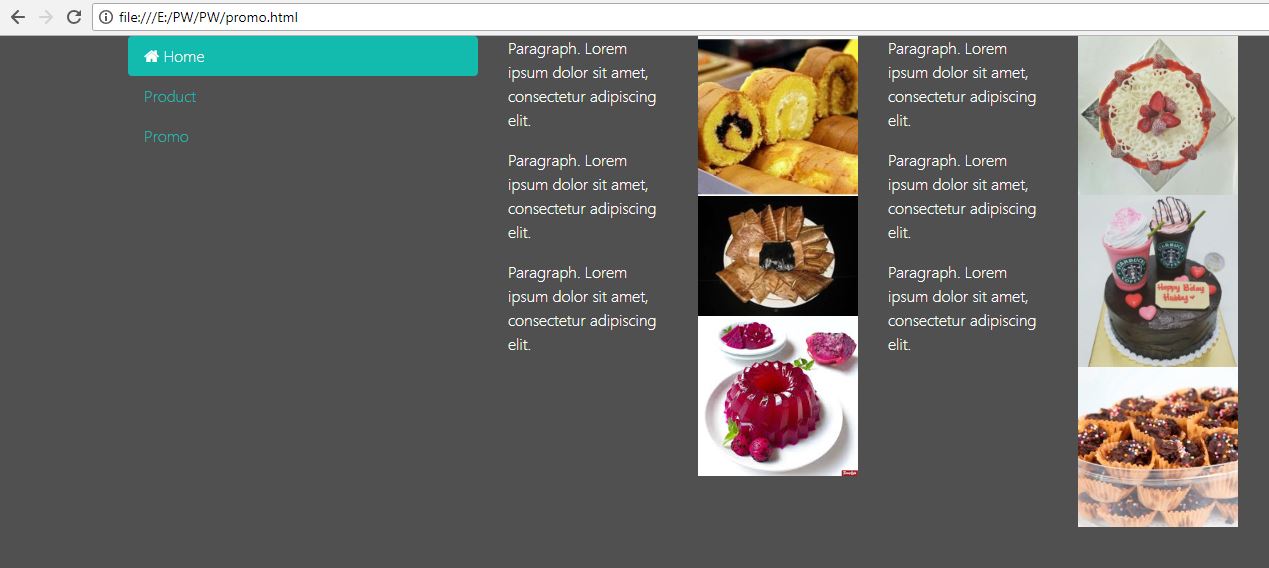 file:///E:/PW/PW/promo.html
Home
Product
Promo
Paragraph. Lorem
ipsum dolor sit amet,
consectetur adipiscing
elit.
Paragraph. Lorem
ipsum dolor sit amet,
consectetur adipiscing
elit.
Paragraph. Lorem
ipsum dolor sit amet,
consectetur adipiscing
elit.
Paragraph. Lorem
ipsum dolor sit amet,
consectetur adipiscing
elit.
Paragraph. Lorem
ipsum dolor sit amet,
consectetur adipiscing
elit.
Paragraph. Lorem
ipsum dolor sit amet,
consectetur adipiscing
elit.
Happy B'day
Hubby